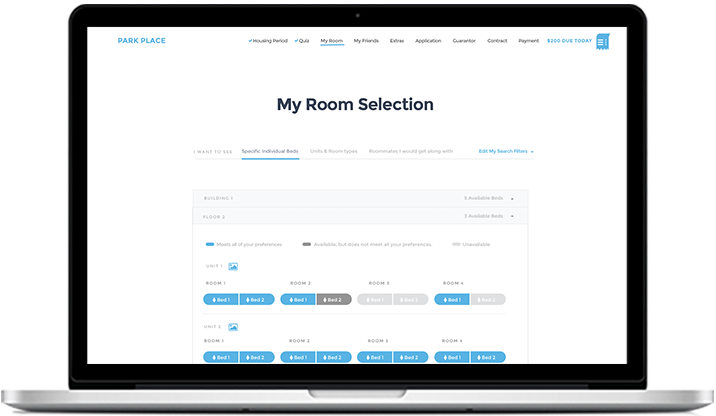 PARK PLACE
Housing Period Quiz My Room My Friends Extras Application Guarantor Contract Payment $200 DUE TODAY
My Room Selection
I WANT TO SEE Specific Individual Beds Units & Room types Roommates I would get along with Edit My Search Filters
BUILDING 1 5 Available Beds
FLOOR 2 3 Available Beds
Meets all of your preferences Available, but does not meet all your preferences. Unavailable
UNIT 1
ROOM 1 ROOM 2 ROOM 3 ROOM 4
Bed 1 Bed 2 Bed 1 Bed 2 Bed 1 Bed 2 Bed 1 Bed 2
UNIT 2
ROOM 1 ROOM 2 ROOM 3 ROOM 4
Bed 1 Bed 2 Bed 1 Bed 2 Bed 1 Bed 2 Bed 1 Bed 2